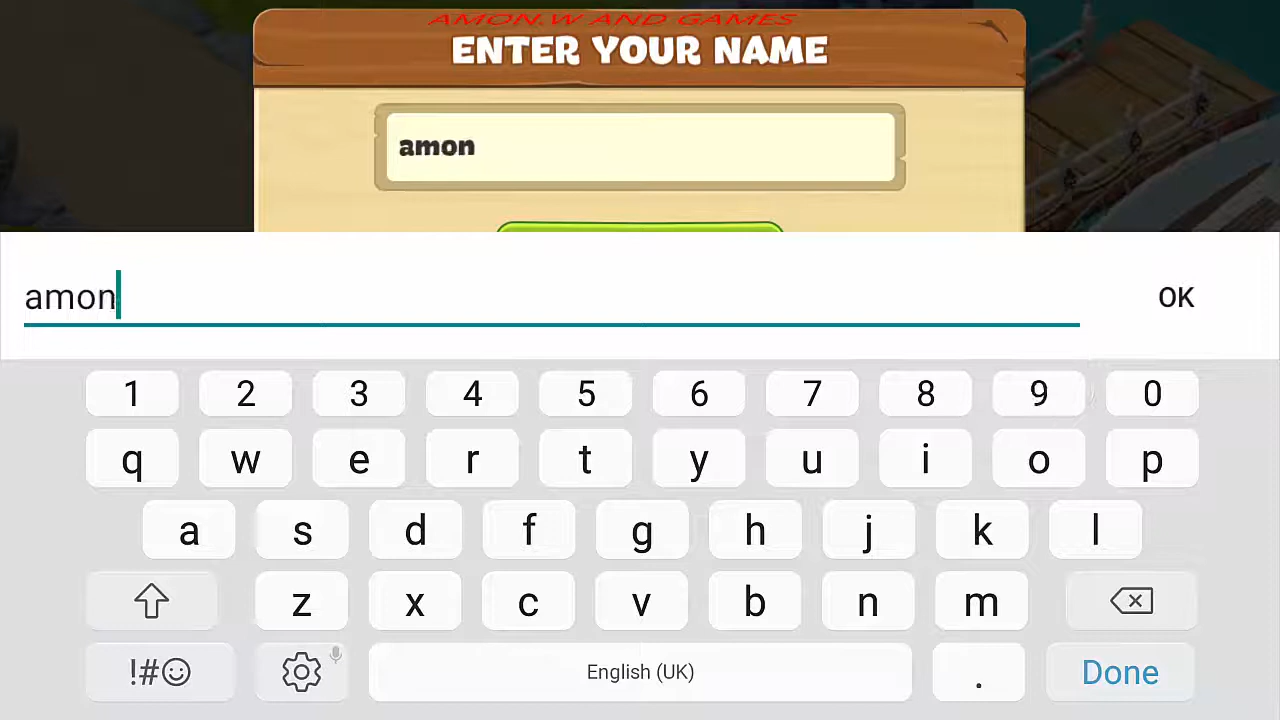 AMON.W AND GAMES
ENTER YOUR NAME
amon
amon OK
1 2 3 4 5 6 7 8 9 0
q w e r t y u i o p
a s d f g h j k l
z x c v b n m
!#☺ English (UK) . Done